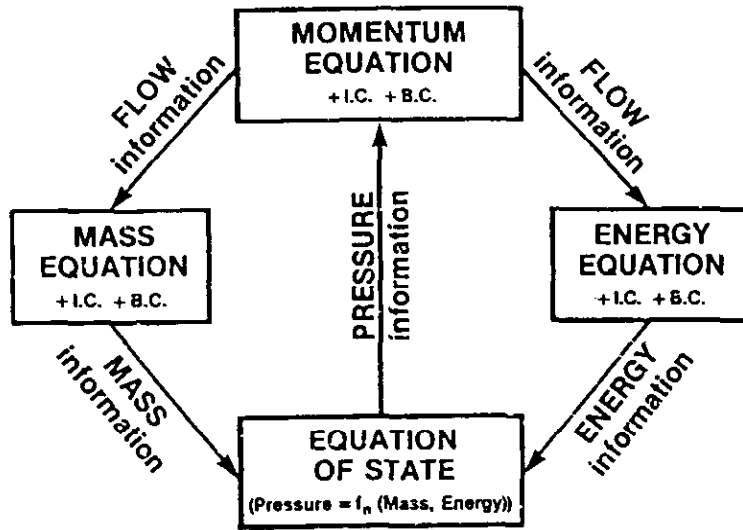 MOMENTUM
EQUATION
+ I.C. + B.C.
FLOW
information
FLOW
information
MASS
EQUATION
+ I.C. + B.C.
PRESSURE
information
ENERGY
EQUATION
+ I.C. + B.C.
MASS
information
ENERGY
information
EQUATION
OF STATE
(Pressure = fn (Mass, Energy))